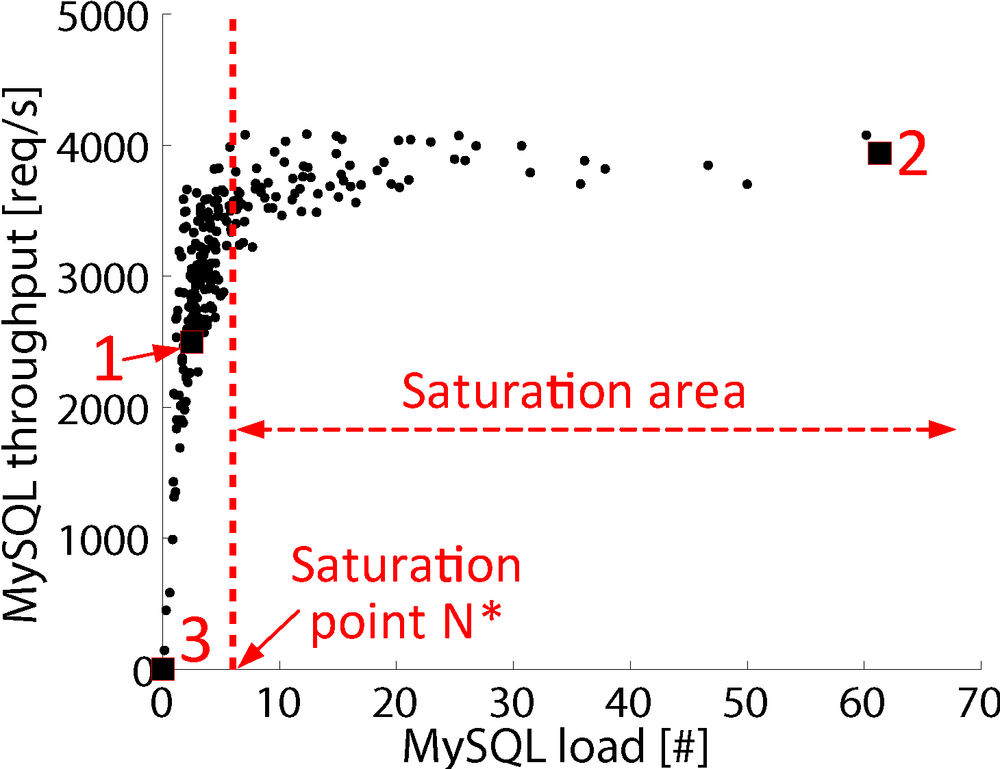 5000
4000
3000
2000
1000
0
MySQL throughput [req/s]
2
1
Saturation area
Saturation
point N*
3
0 10 20 30 40 50 60 70
MySQL load [#]